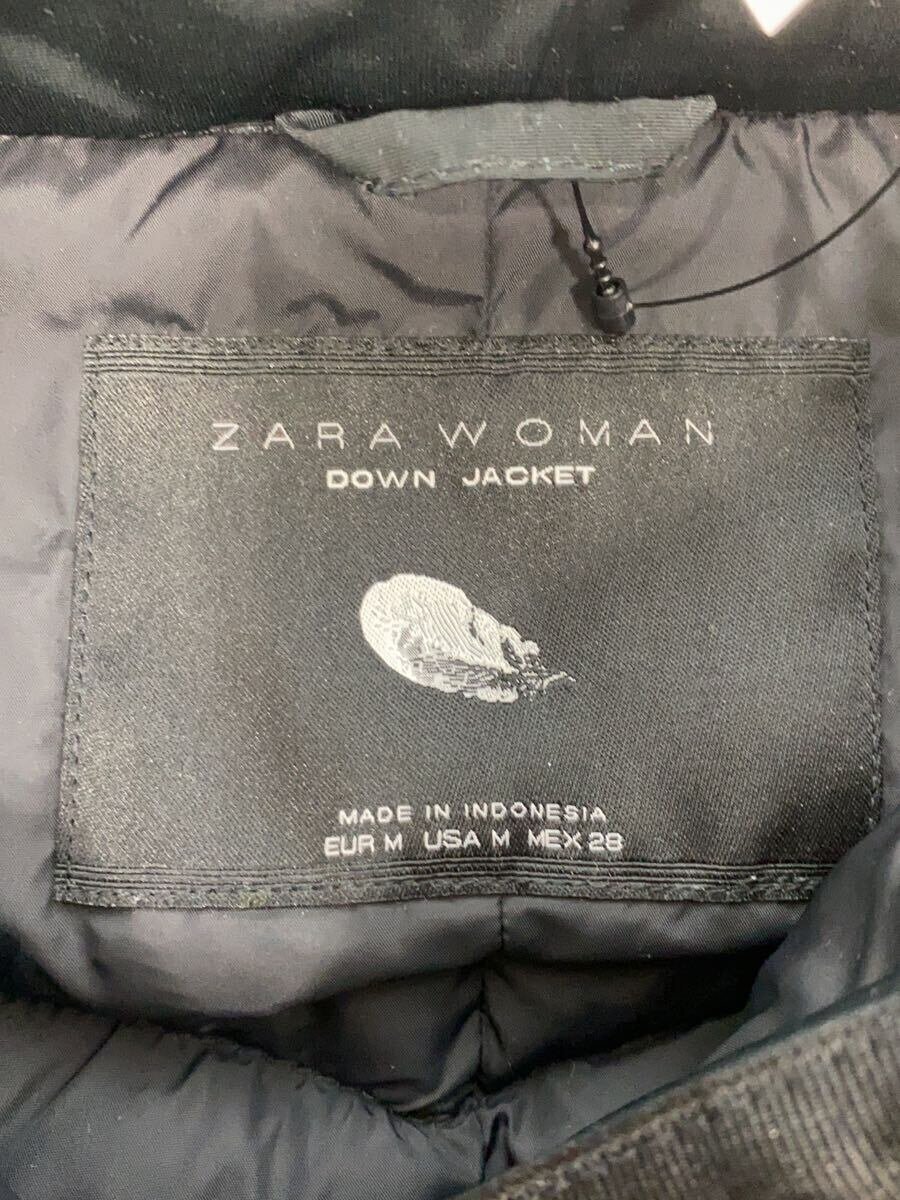 ZARA WOMAN
DOWN JACKET
MADE IN INDONESIA
EUR M USA M MEX 28